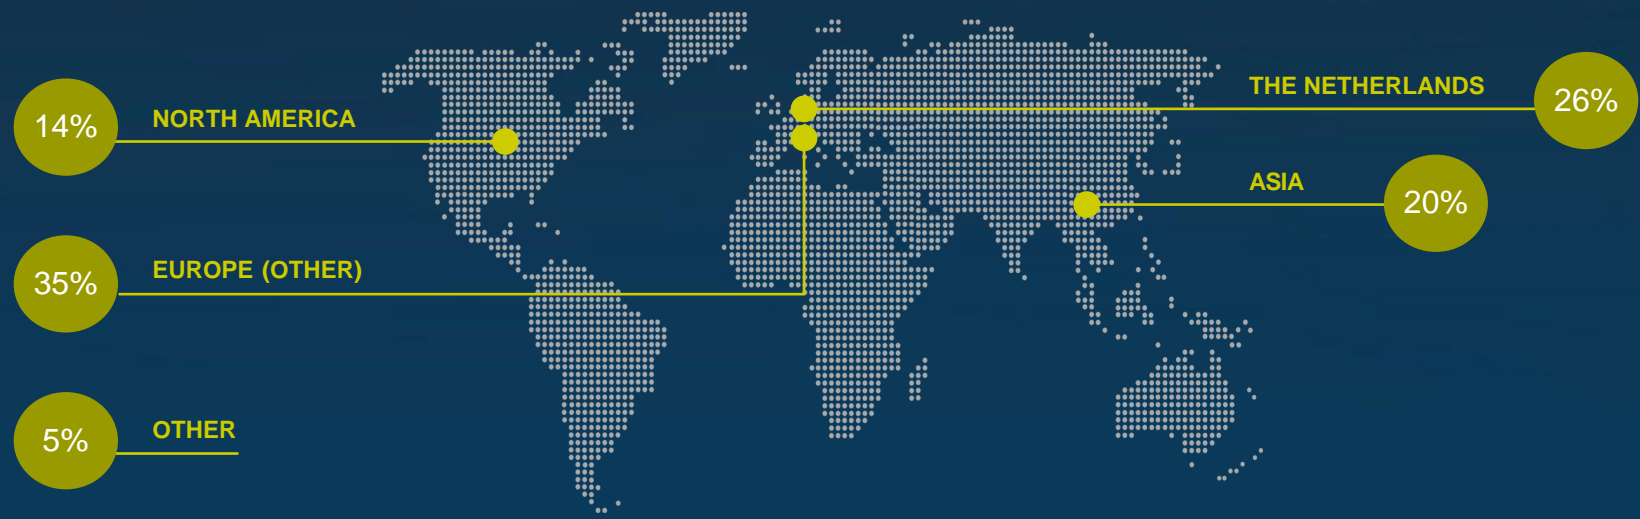 14%
NORTH AMERICA
35%
EUROPE (OTHER)
5%
OTHER
THE NETHERLANDS
26%
ASIA
20%